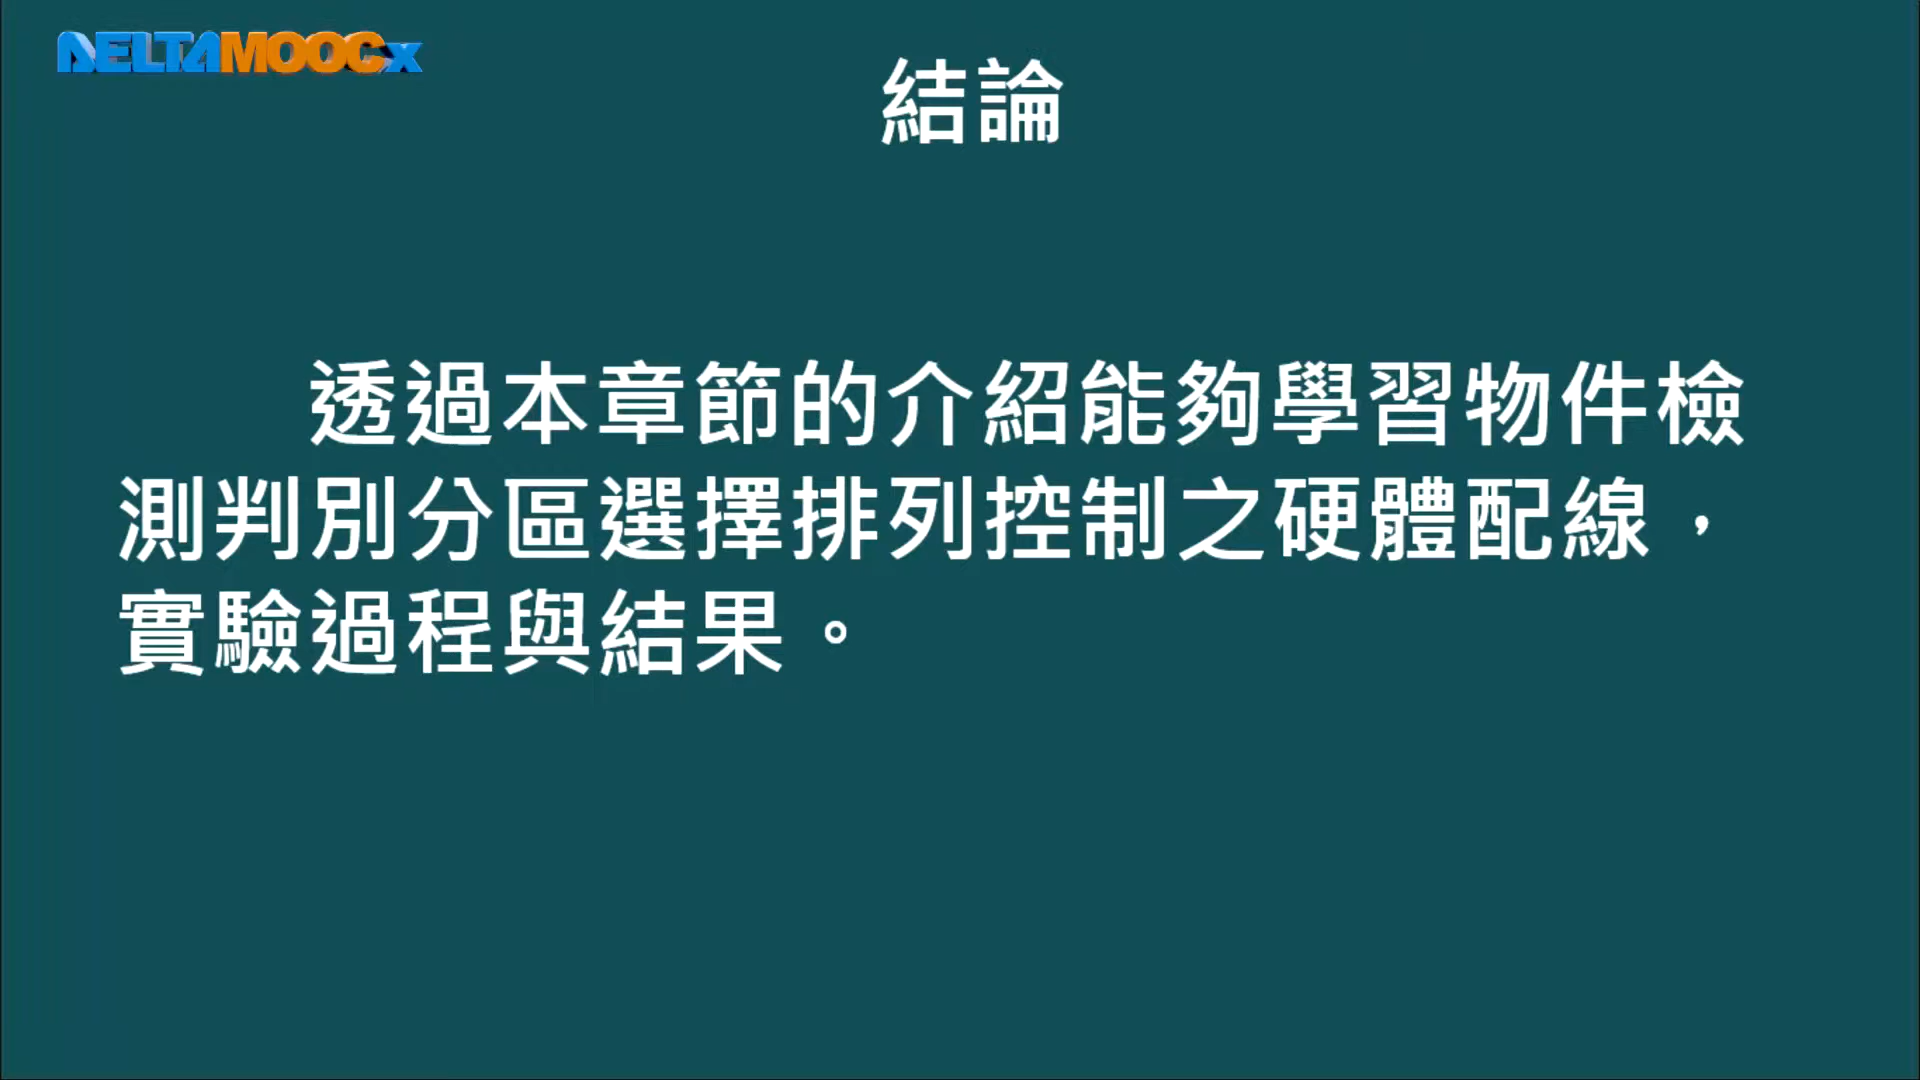 DELTAMOOCx
結論
透過本章節的介紹能夠學習物件檢
測判別分區選擇排列控制之硬體配線，
實驗過程與結果。